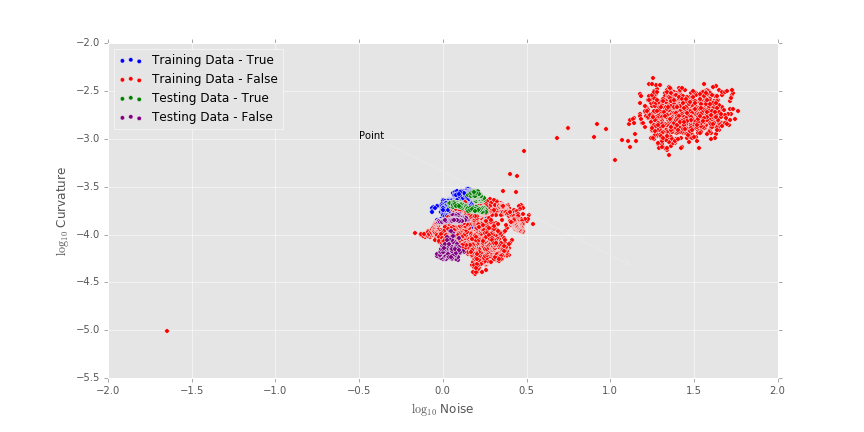 Training Data - True
Training Data - False
Testing Data - True
Testing Data - False
Point
log10 Curvature
−2.0
−2.5
−3.0
−3.5
−4.0
−4.5
−5.0
−5.5
−2.0 −1.5 −1.0 −0.5 0.0 0.5 1.0 1.5 2.0
log10 Noise